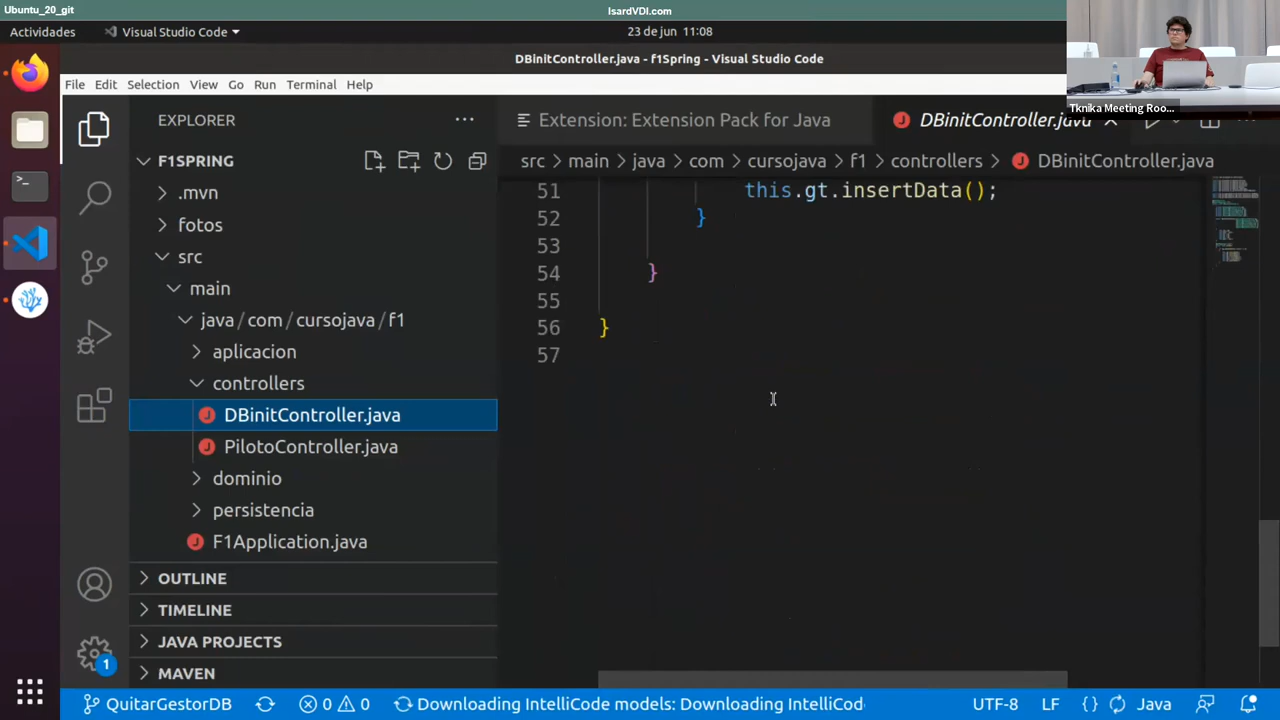 Ubuntu_20_git
IsardVDI.com
Actividades
Visual Studio Code
23 de jun 11:08
DBinitController.java - f1Spring - Visual Studio Code
Tknika Meeting Roo...
File Edit Selection View Go Run Terminal Help
EXPLORER
Extension: Extension Pack for Java
DBinitController.java
F1SPRING
src > main > java > com > cursojava > f1 > controllers > DBinitController.java
.mvn
fotos
src
main
java/com/cursojava/f1
aplicacion
controllers
DBinitController.java
PilotoController.java
dominio
persistencia
F1Application.java
OUTLINE
TIMELINE
JAVA PROJECTS
MAVEN
51 this.gt.insertData();
52 }
53
54 }
55
56 }
57
1
QuitarGestorDB
0 0
Downloading IntelliCode models: Downloading IntelliCod
UTF-8 LF {} Java